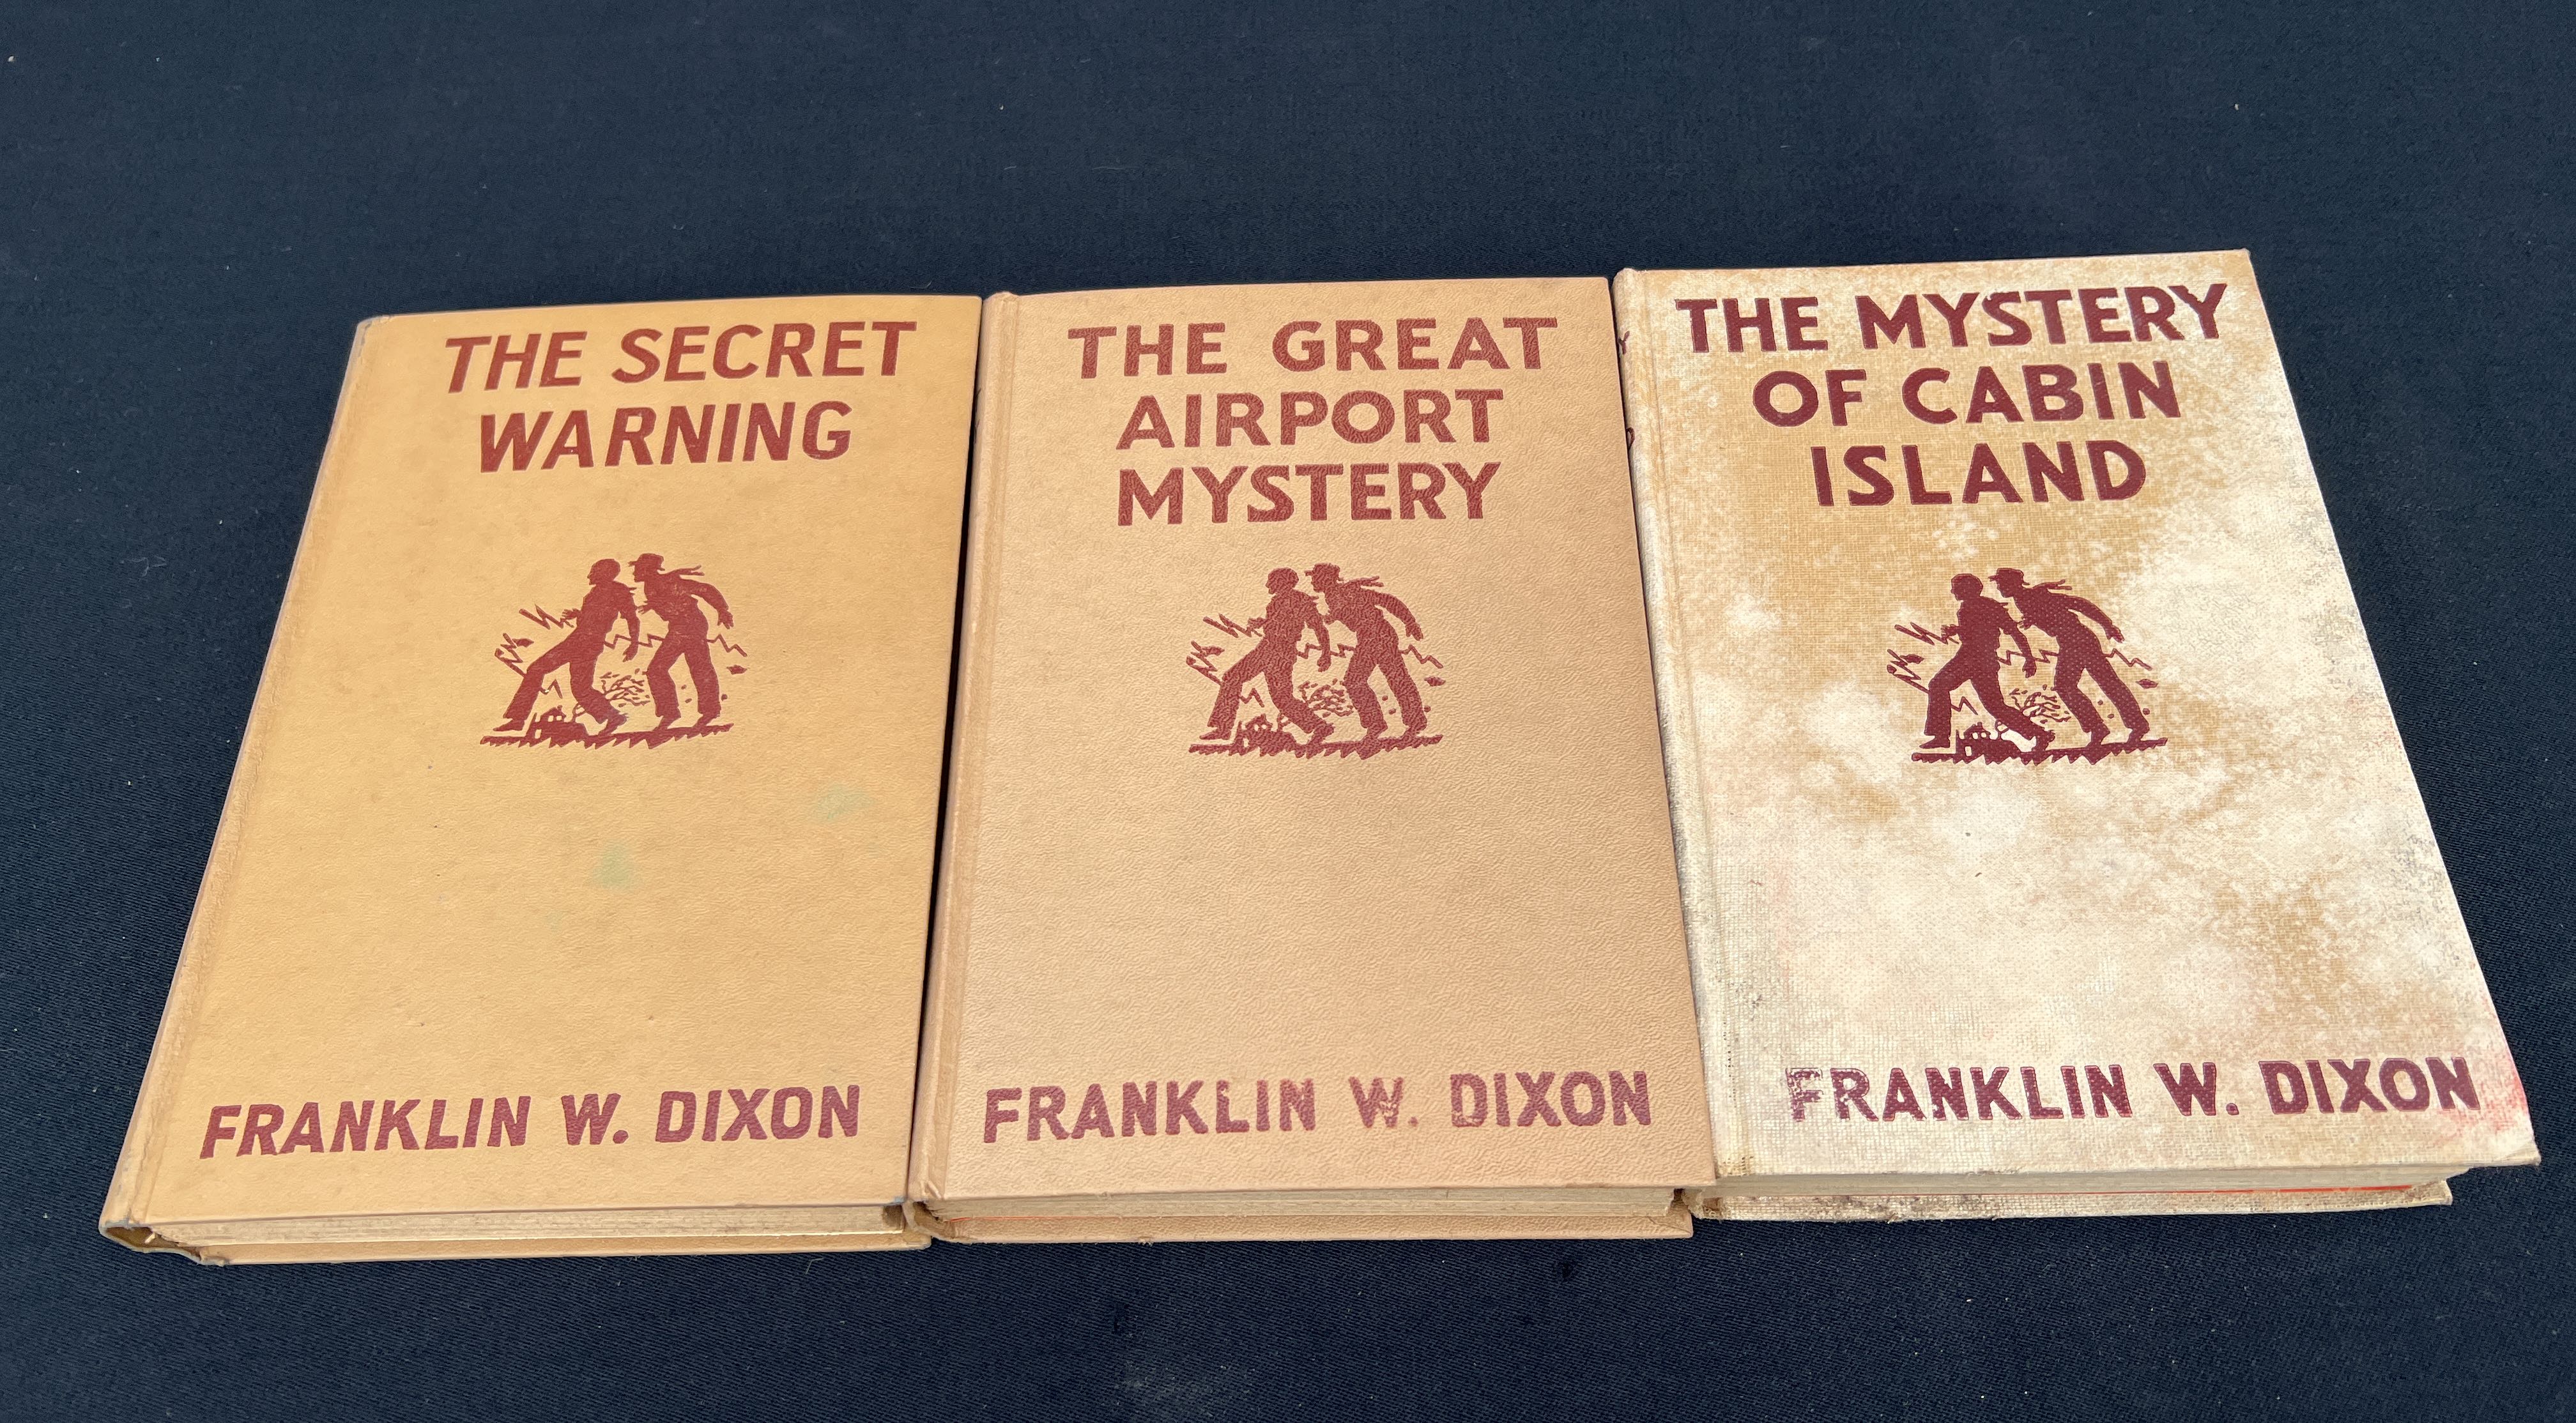 THE SECRET
WARNING
FRANKLIN W. DIXON
THE GREAT
AIRPORT
MYSTERY
FRANKLIN W. DIXON
THE MYSTERY
OF CABIN
ISLAND
FRANKLIN W. DIXON